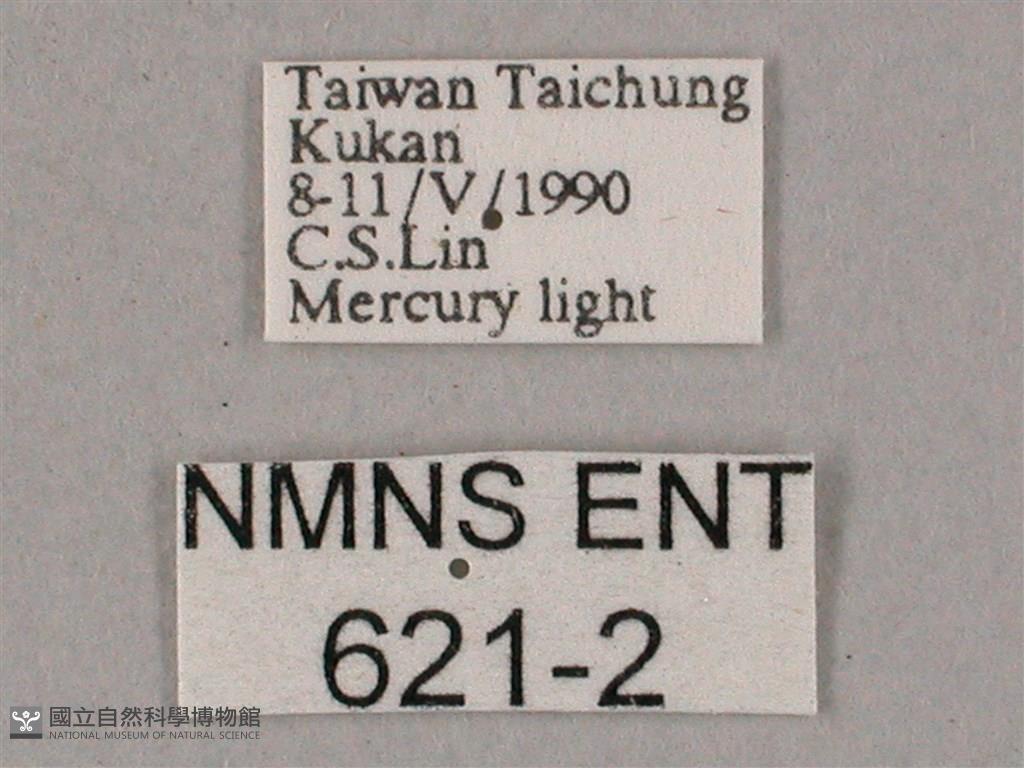 Taiwan Taichung
Kukan
8-11/V/1990
C.S.Lin
Mercury light
NMNS ENT
621-2
國立自然科學博物館
NATIONAL MUSEUM OF NATURAL SCIENCE